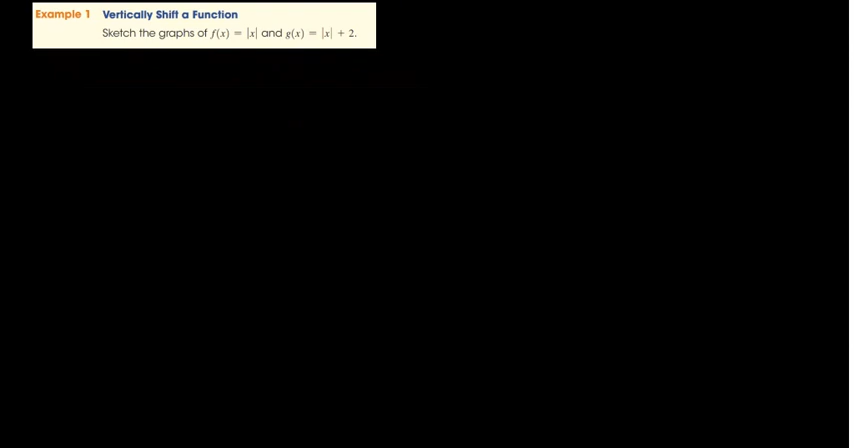 Example 1 Vertically Shift a Function
Sketch the graphs of f(x) = |x| and g(x) = |x| + 2.